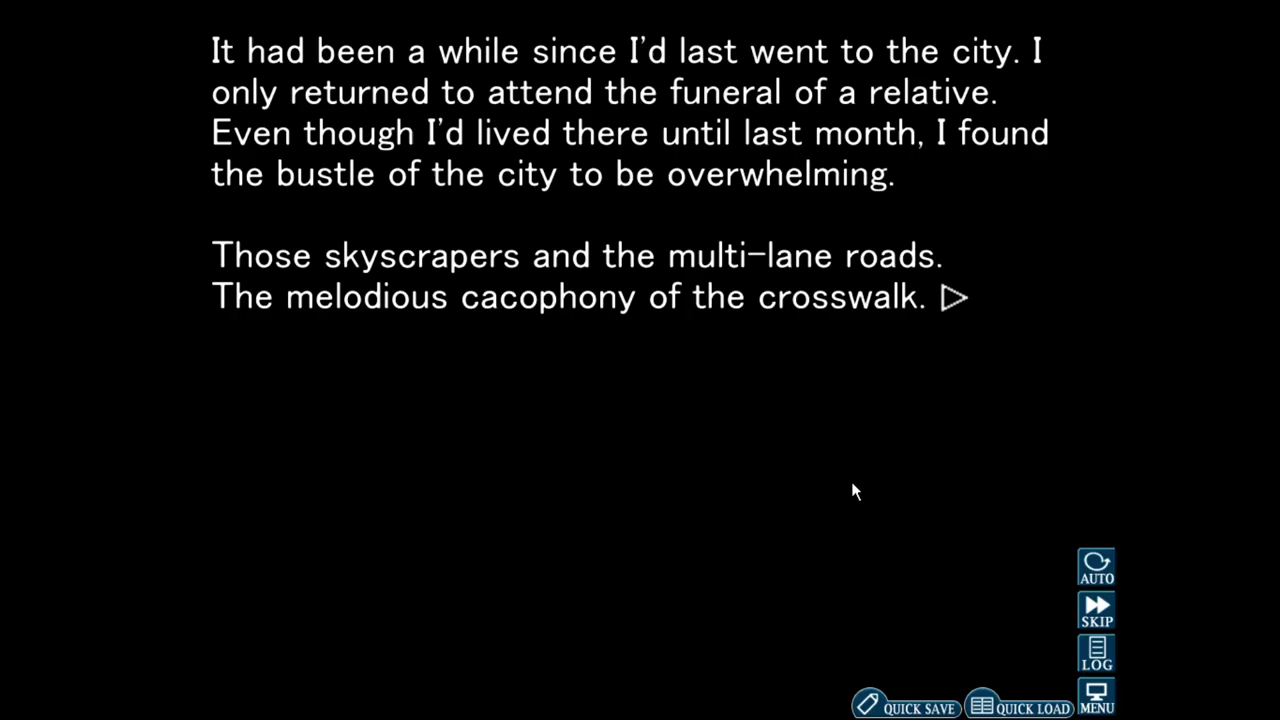 It had been a while since I'd last went to the city. I
only returned to attend the funeral of a relative.
Even though I'd lived there until last month, I found
the bustle of the city to be overwhelming.
Those skyscrapers and the multi-lane roads.
The melodious cacophony of the crosswalk.
AUTO
SKIP
LOG
QUICK SAVE QUICK LOAD MENU